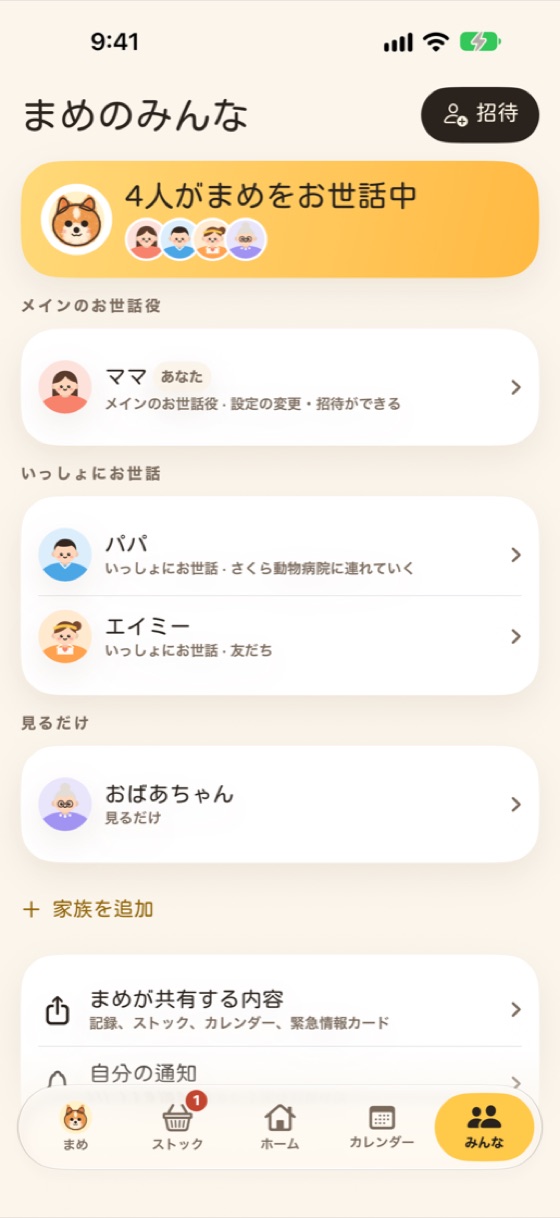 9:41
まめのみんな
招待
4人がまめをお世話中
メインのお世話役
ママ あなた
メインのお世話役 · 設定の変更・招待ができる
いっしょにお世話
パパ
いっしょにお世話 · さくら動物病院に連れていく
エイミー
いっしょにお世話 · 友だち
見るだけ
おばあちゃん
見るだけ
+ 家族を追加
まめが共有する内容
記録、ストック、カレンダー、緊急情報カード
自分の通知
1
まめ ストック ホーム カレンダー みんな